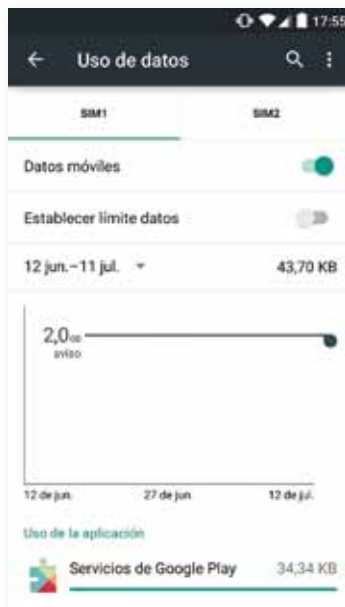 17:55
Uso de datos
SIM1 SIM2
Datos móviles
Establecer límite datos
12 jun.–11 jul. 43,70 KB
2,0 GB
aviso
12 de jun. 27 de jun. 12 de jul.
Uso de la aplicación
Servicios de Google Play 34,34 KB